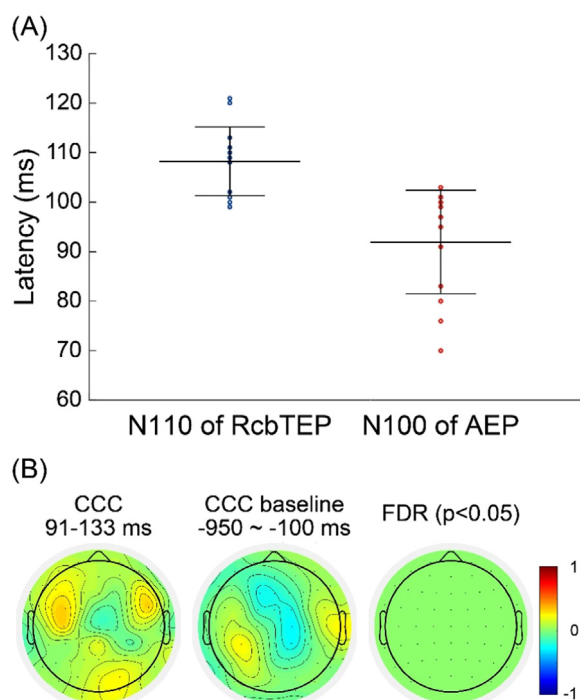 (A)
130
120
110
100
90
80
70
60
Latency (ms)
N110 of RcbTEP N100 of AEP
(B)
CCC
91-133 ms
CCC baseline
-950 ~ -100 ms
FDR (p<0.05)
1
0
-1